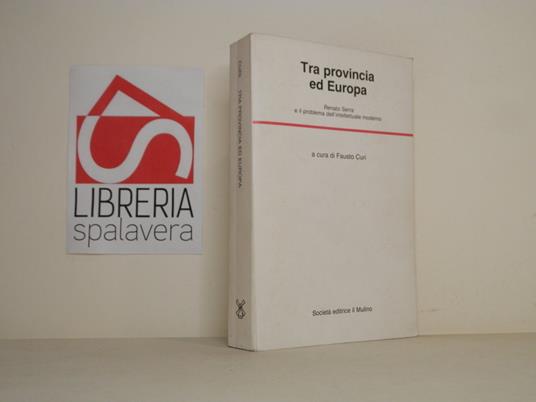 LIBRERIA
spalavera
Curi
TRA PROVINCIA ED EUROPA
Tra provincia
ed Europa
Renato Serra
e il problema dell'intellettuale moderno
a cura di Fausto Curi
Società editrice il Mulino